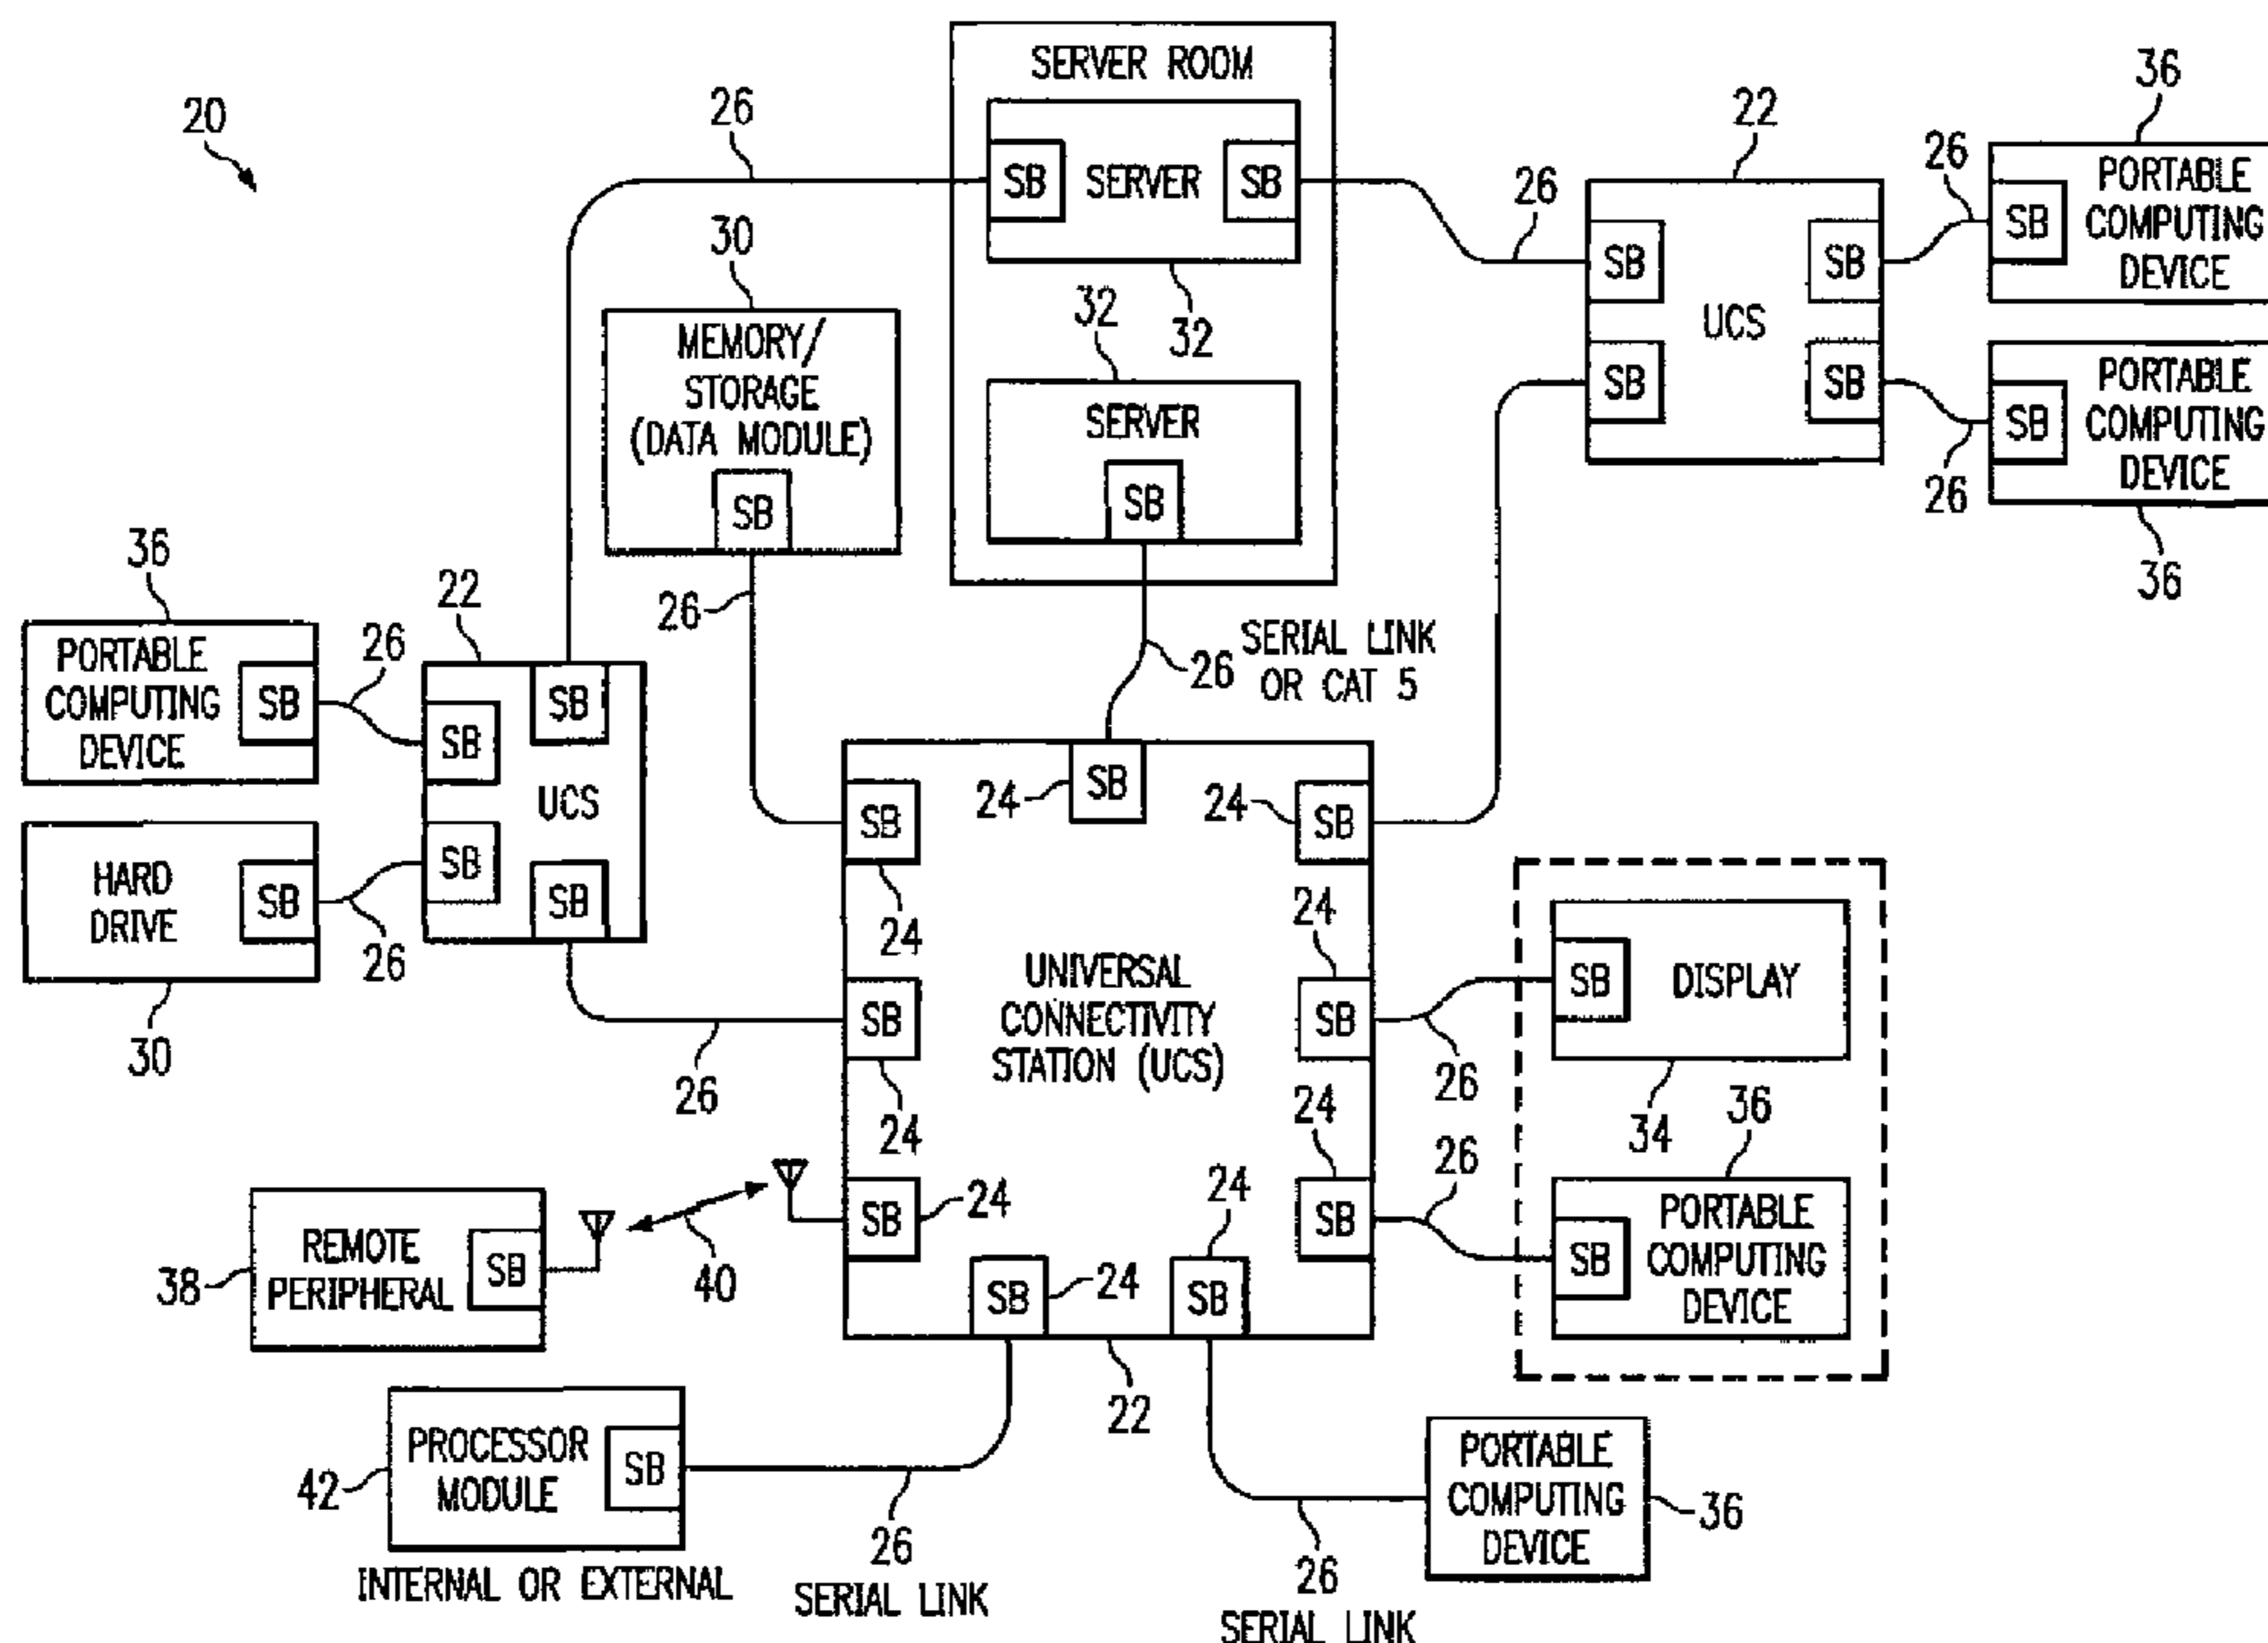 20
26
SERVER ROOM
SB
SERVER
SB
32
32
SERVER
SB
30
MEMORY/
STORAGE
(DATA MODULE)
SB
26
26
22
SB
SB
UCS
SB
SB
26
26
36
SB
PORTABLE
COMPUTING
DEVICE
SB
PORTABLE
COMPUTING
DEVICE
36
36
PORTABLE
COMPUTING
DEVICE
SB
26
22
SB
SB
UCS
SB
SB
HARD
DRIVE
SB
26
30
26
26
SERIAL LINK
OR CAT 5
24
SB
24
SB
SB
24
SB
24
SB
24
24
SB
24
SB
UNIVERSAL
CONNECTIVITY
STATION (UCS)
SB
24
24
SB
22
26
SB
DISPLAY
34
26
36
SB
PORTABLE
COMPUTING
DEVICE
38
REMOTE
PERIPHERAL
SB
40
42
PROCESSOR
MODULE
SB
INTERNAL OR EXTERNAL
26
SERIAL LINK
PORTABLE
COMPUTING
DEVICE
36
26
SERIAL LINK